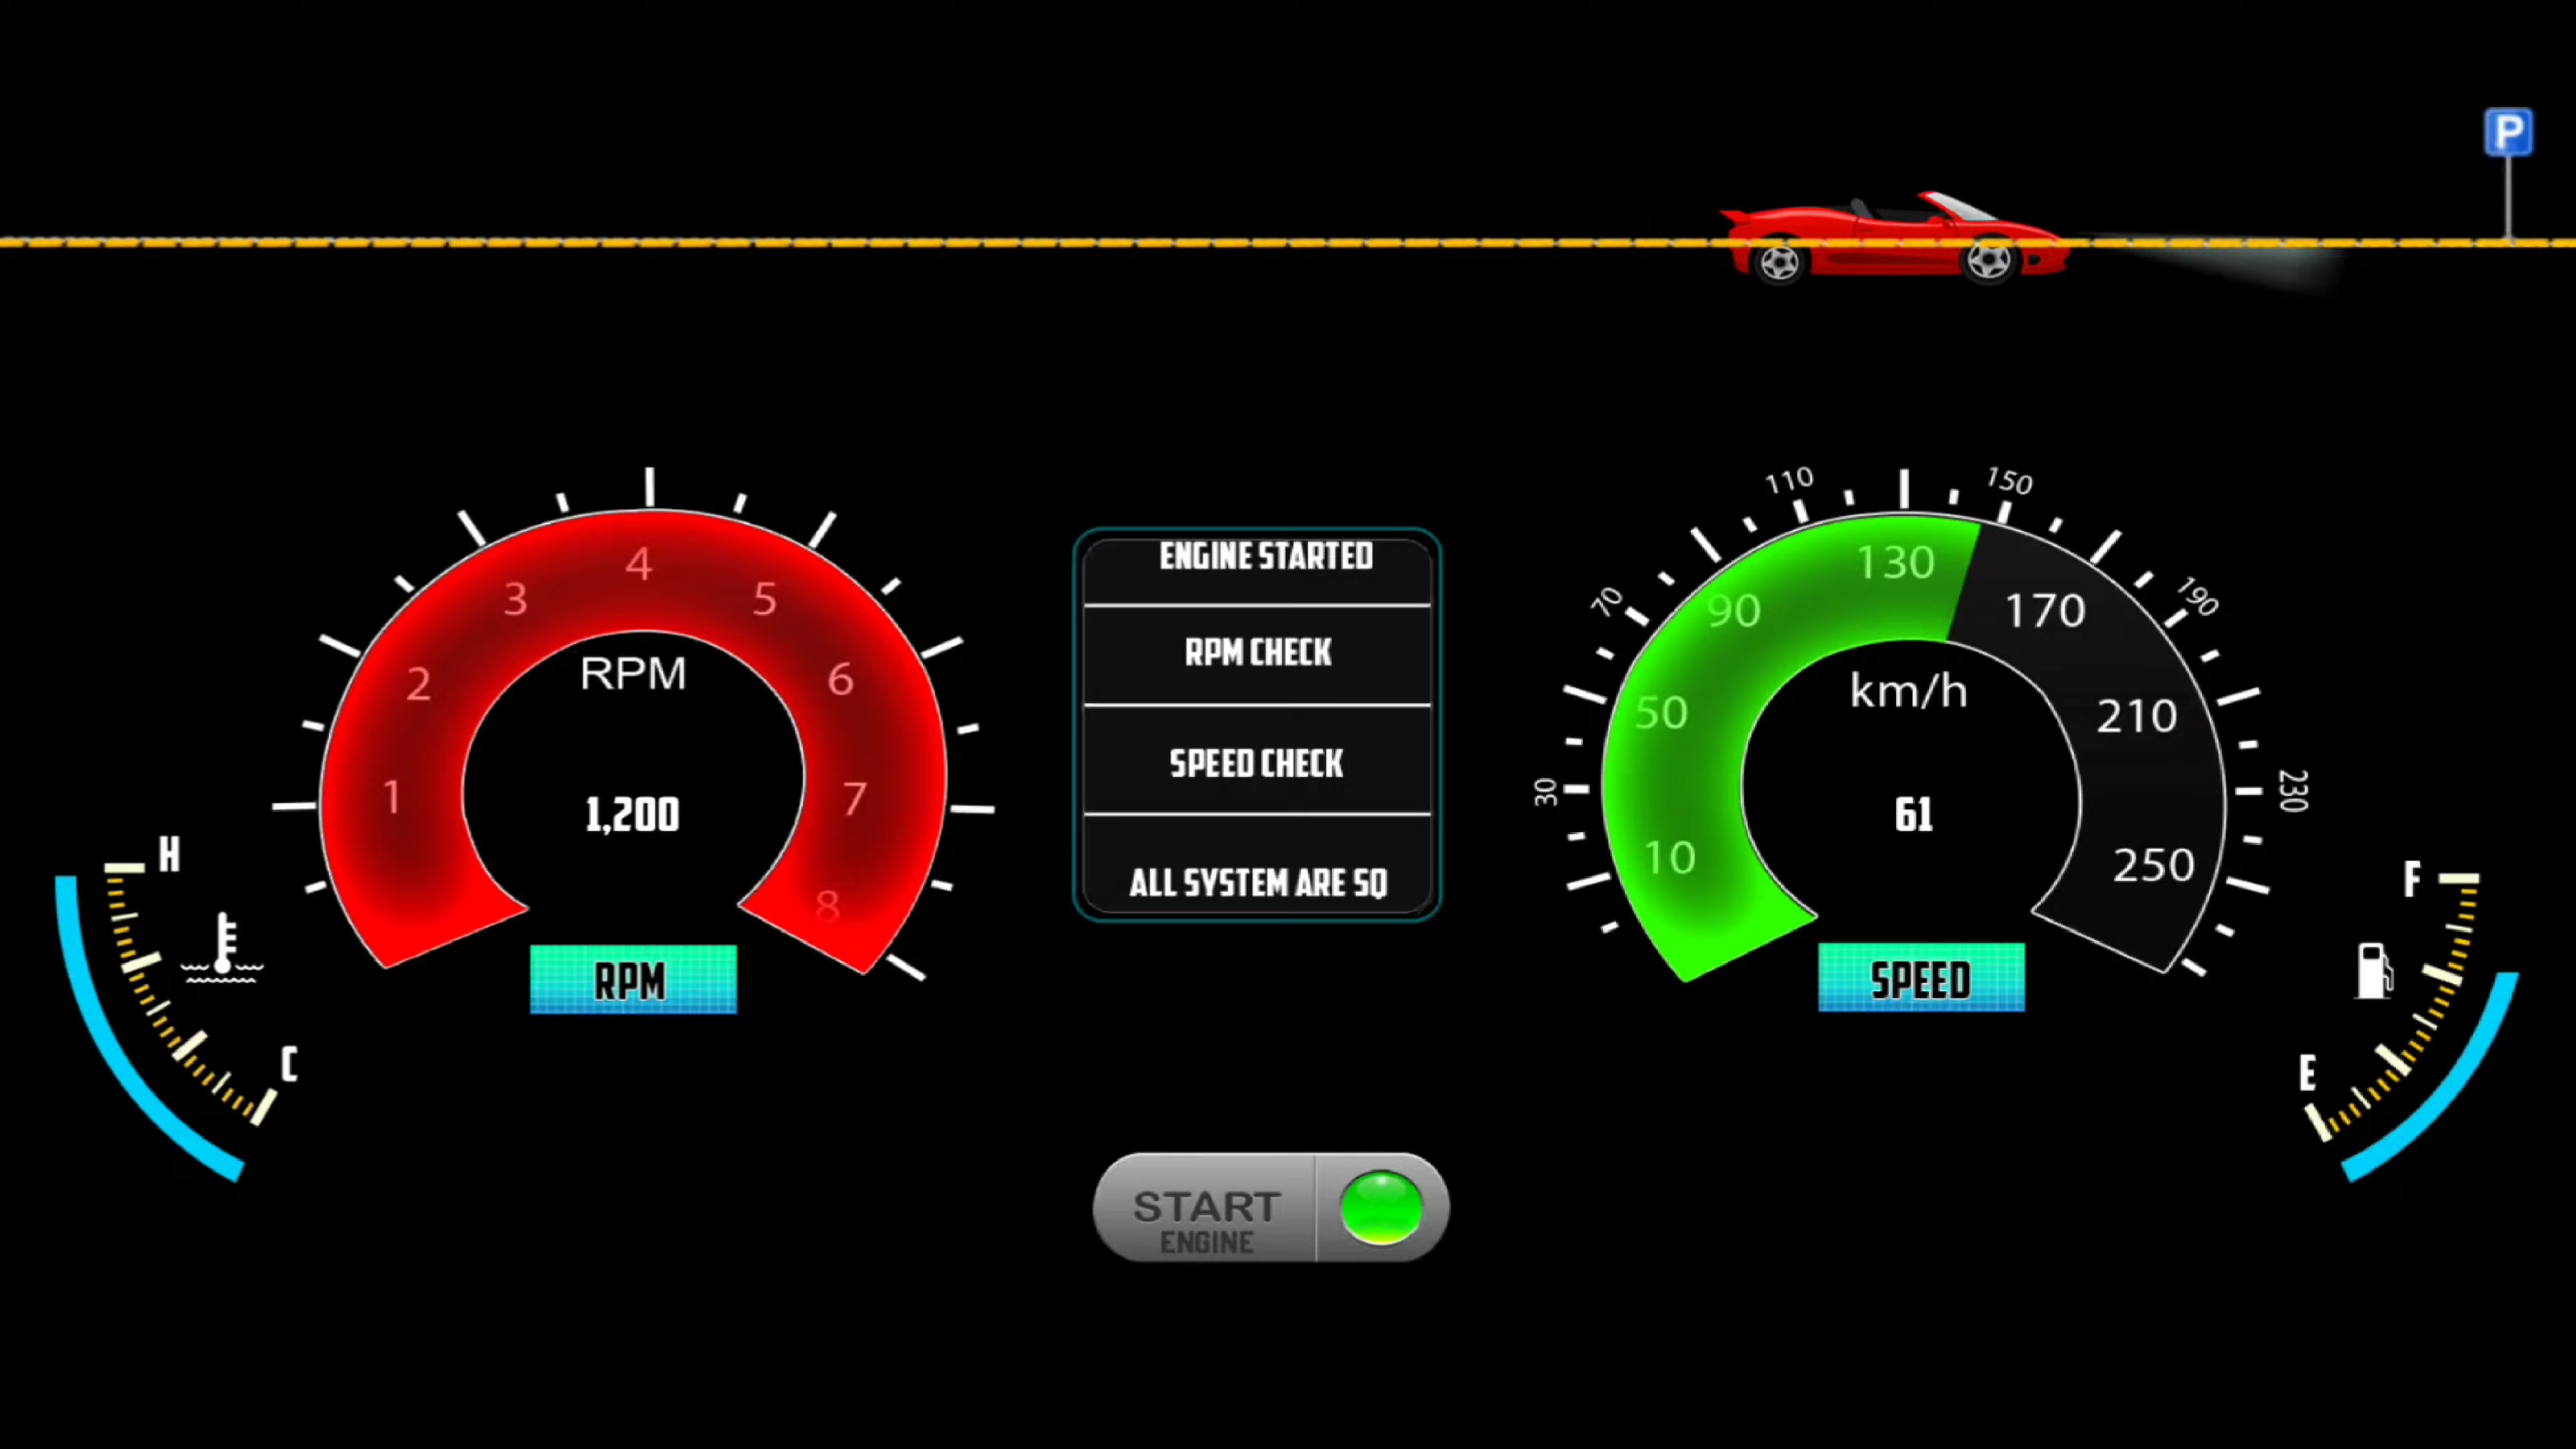 P
110
150
130
4
3
5
90
170
70
190
ENGINE STARTED
RPM CHECK
SPEED CHECK
ALL SYSTEM ARE SQ
2
RPM
6
km/h
50
210
1
7
30
230
1,200
61
H
10
250
F
8
RPM
SPEED
C
E
START
ENGINE